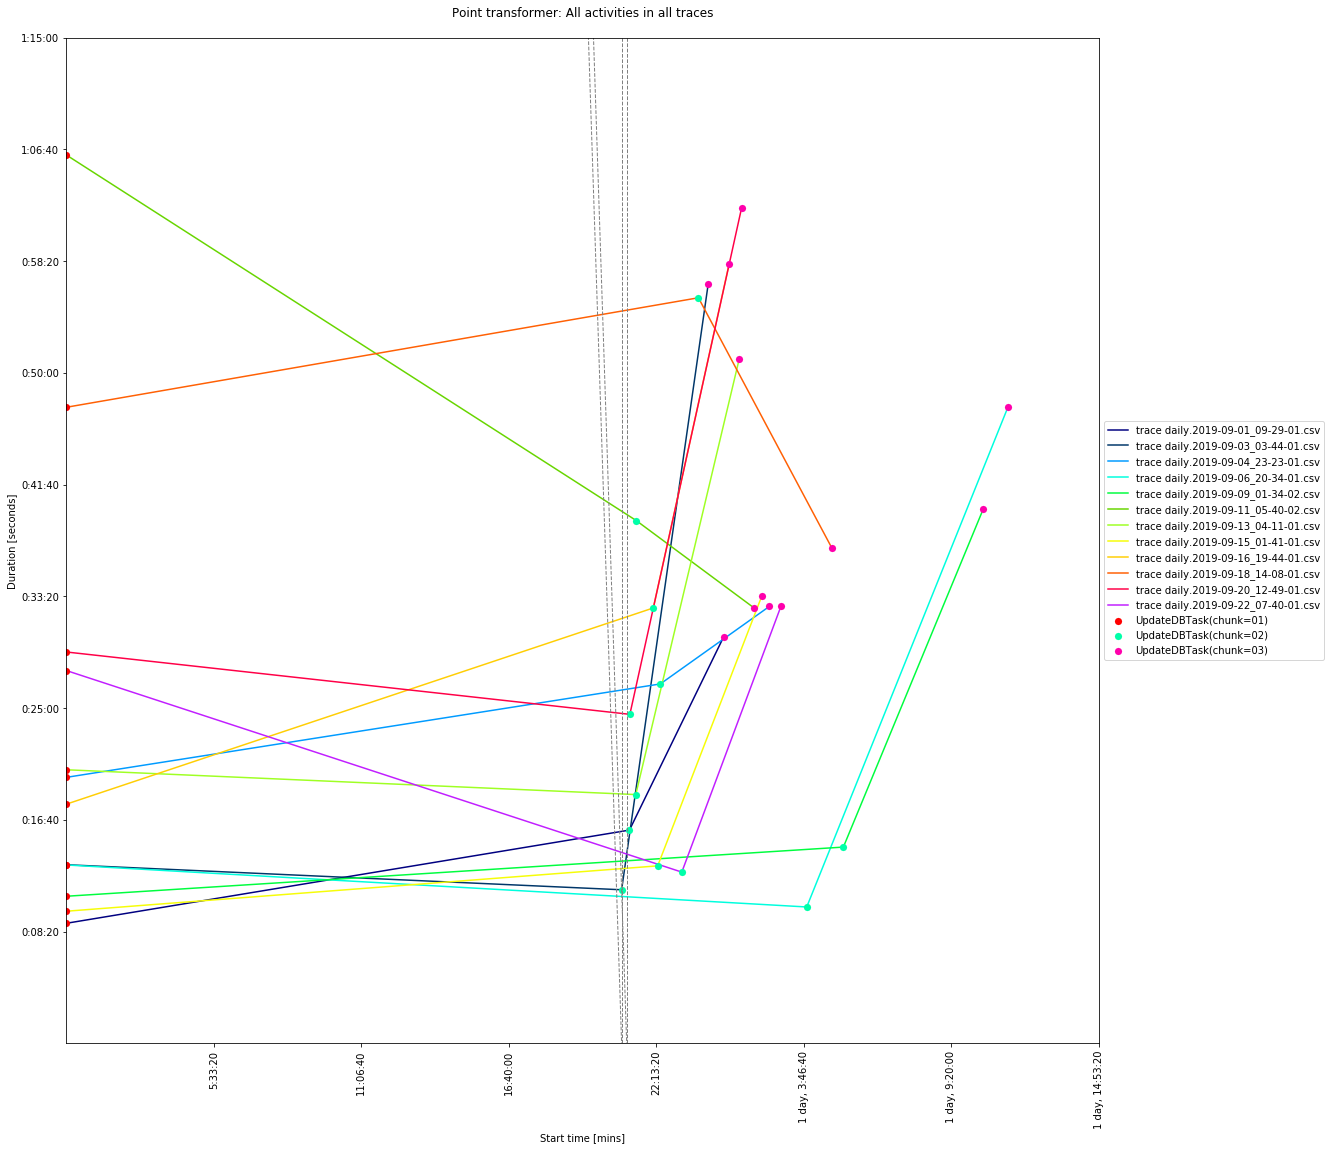 Point transformer: All activities in all traces
1:15:00
1:06:40
0:58:20
0:50:00
0:41:40
0:33:20
0:25:00
0:16:40
0:08:20
Duration [seconds]
5:33:20
11:06:40
16:40:00
22:13:20
1 day, 3:46:40
1 day, 9:20:00
1 day, 14:53:20
Start time [mins]
trace daily.2019-09-01_09-29-01.csv
trace daily.2019-09-03_03-44-01.csv
trace daily.2019-09-04_23-23-01.csv
trace daily.2019-09-06_20-34-01.csv
trace daily.2019-09-09_01-34-02.csv
trace daily.2019-09-11_05-40-02.csv
trace daily.2019-09-13_04-11-01.csv
trace daily.2019-09-15_01-41-01.csv
trace daily.2019-09-16_19-44-01.csv
trace daily.2019-09-18_14-08-01.csv
trace daily.2019-09-20_12-49-01.csv
trace daily.2019-09-22_07-40-01.csv
UpdateDBTask(chunk=01)
UpdateDBTask(chunk=02)
UpdateDBTask(chunk=03)